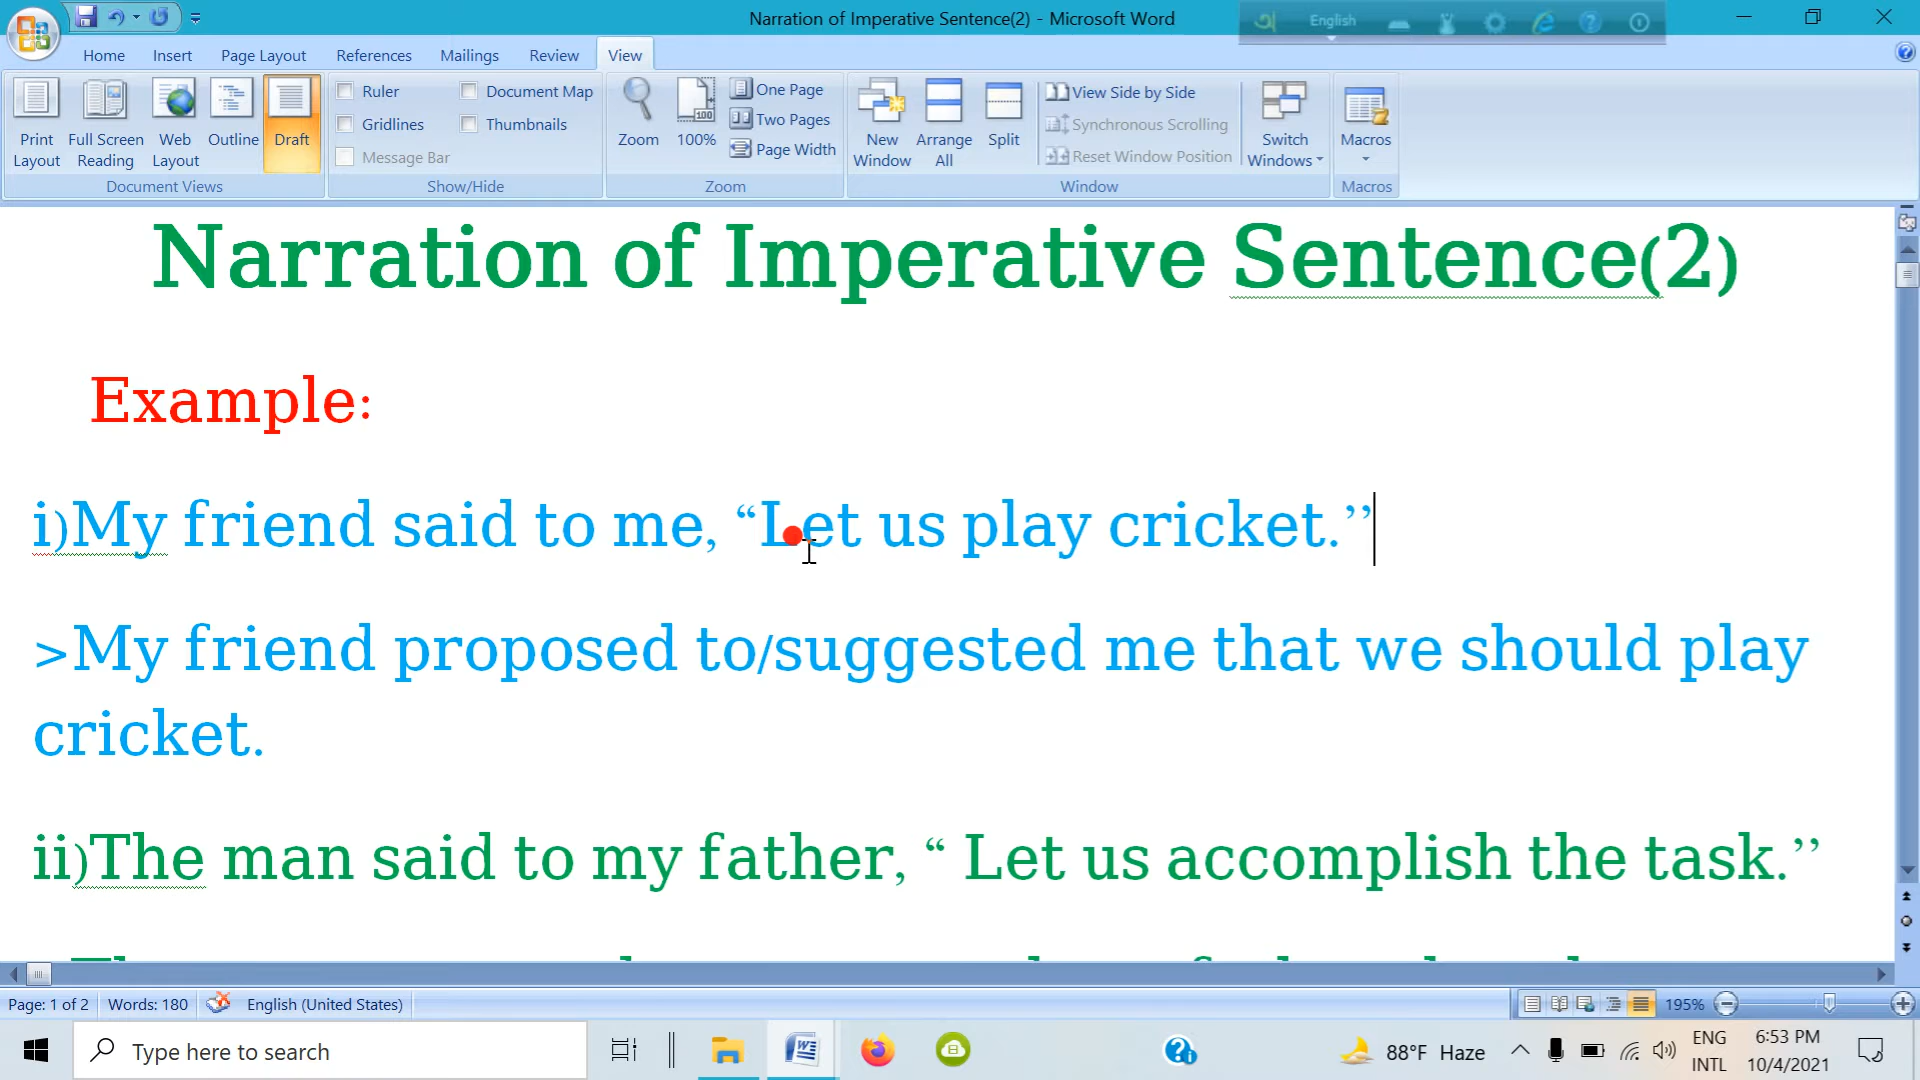 Narration of Imperative Sentence(2) - Microsoft Word
English
Home Insert Page Layout References Mailings Review View
Print Layout
Full Screen Reading
Web Layout
Outline
Draft
Document Views
Ruler
Gridlines
Message Bar
Document Map
Thumbnails
Show/Hide
Zoom
100%
One Page
Two Pages
Page Width
Zoom
New Window
Arrange All
Split
View Side by Side
Synchronous Scrolling
Reset Window Position
Switch Windows
Window
Macros
Macros
Narration of Imperative Sentence(2)
Example:
i)My friend said to me, “Let us play cricket.’’
>My friend proposed to/suggested me that we should play
cricket.
ii)The man said to my father, “ Let us accomplish the task.’’
Page: 1 of 2 Words: 180 English (United States) 195%
Type here to search
88°F Haze
ENG INTL
6:53 PM
10/4/2021